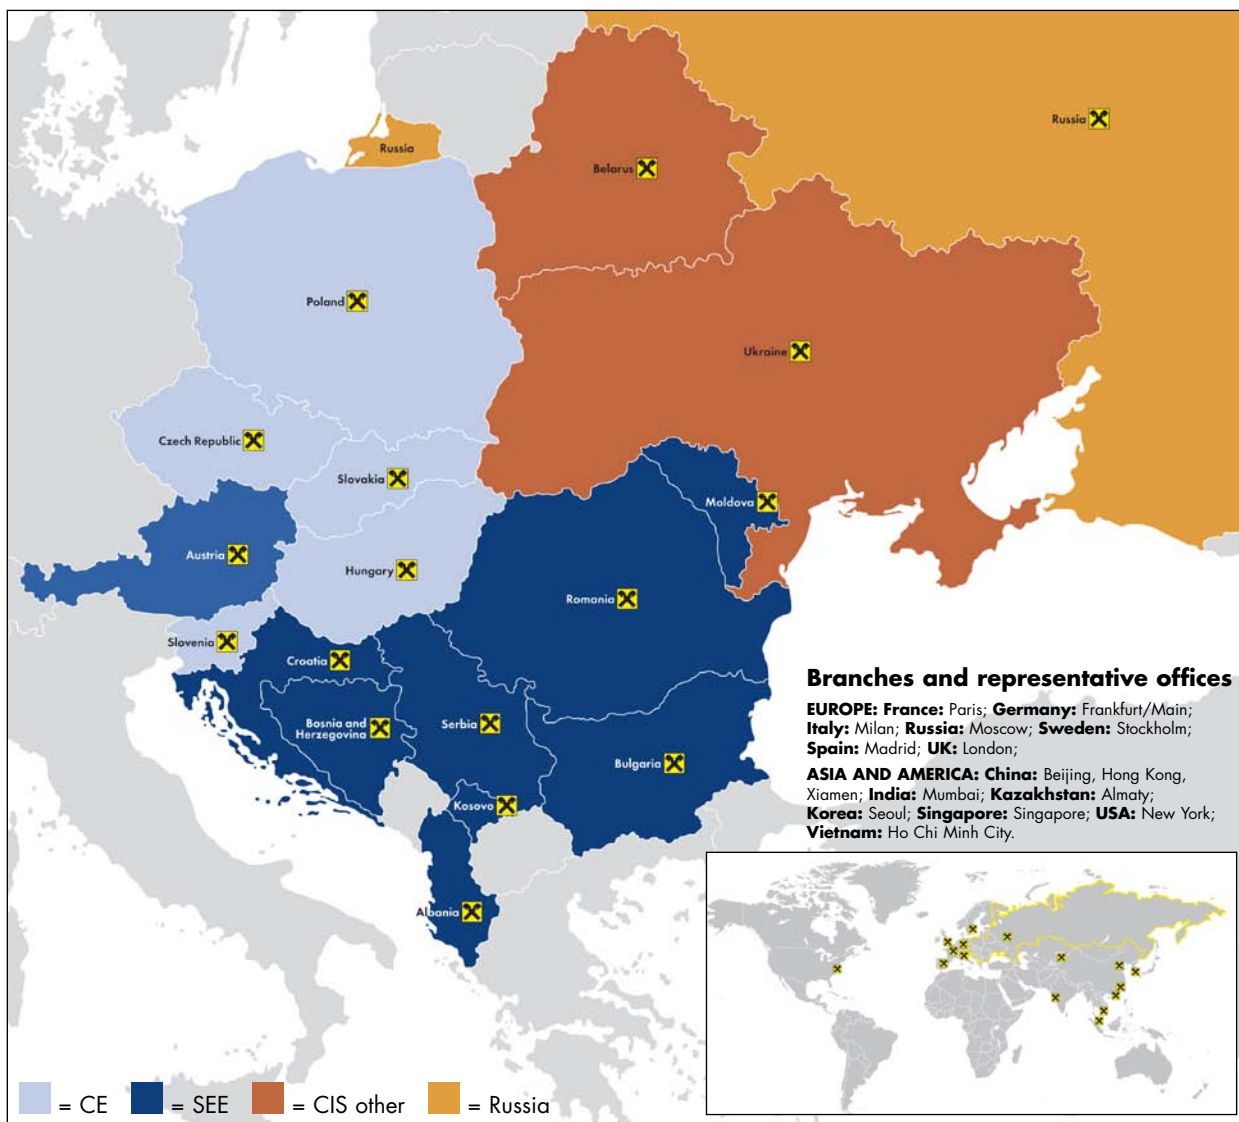 Russia
Russia
Belarus
Poland
Ukraine
Czech Republic
Slovakia
Moldova
Austria
Hungary
Romania
Slovenia
Croatia
Bosnia and
Herzegovina
Serbia
Bulgaria
Kosovo
Albania
Branches and representative offices
EUROPE: France: Paris; Germany: Frankfurt/Main;
Italy: Milan; Russia: Moscow; Sweden: Stockholm;
Spain: Madrid; UK: London;
ASIA AND AMERICA: China: Beijing, Hong Kong,
Xiamen; India: Mumbai; Kazakhstan: Almaty;
Korea: Seoul; Singapore: Singapore; USA: New York;
Vietnam: Ho Chi Minh City.
= CE = SEE = CIS other = Russia